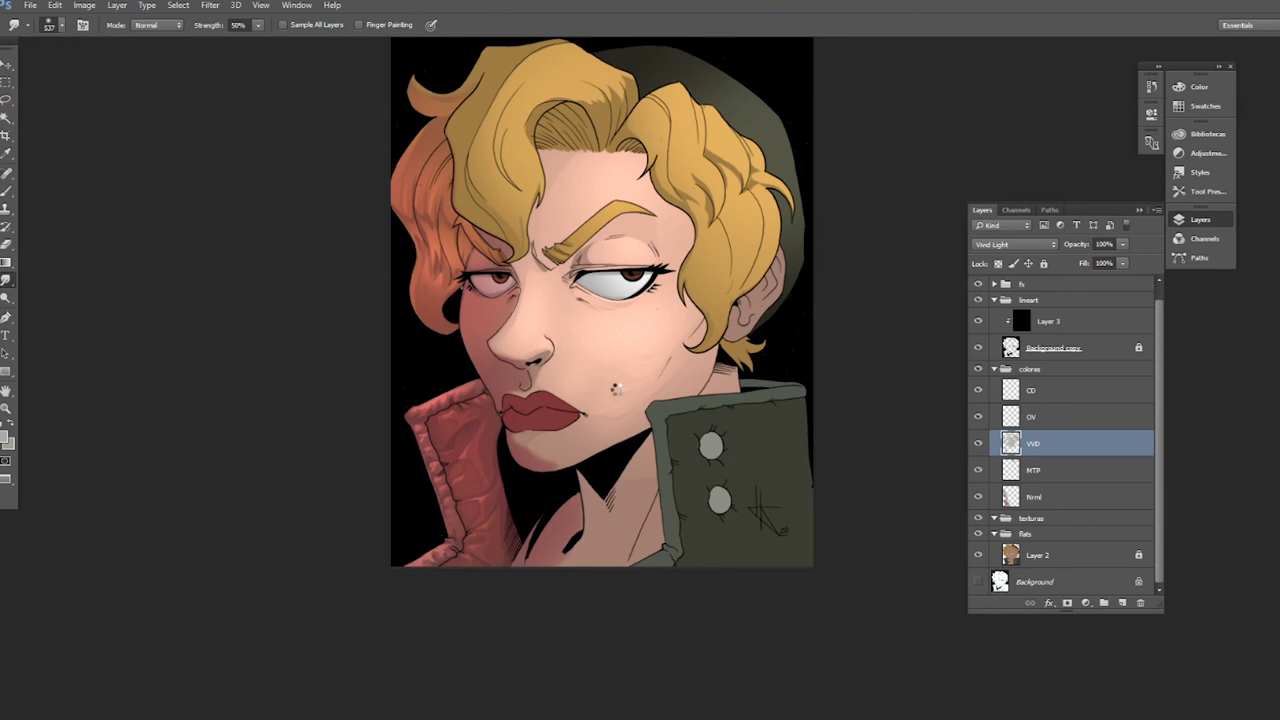 File Edit Image Layer Type Select Filter 3D View Window Help
537 Mode: Normal Strength: 50% Sample All Layers Finger Painting Essentials
Color
Swatches
Bibliotecas
Adjustme...
Styles
Tool Pres...
Layers
Channels
Paths
Layers Channels Paths
Kind
Vivid Light Opacity: 100%
Lock: Fill: 100%
fx
lineart
Layer 3
Background copy
colores
CD
OV
VVD
MTP
Nrml
texturas
flats
Layer 2
Background
fx